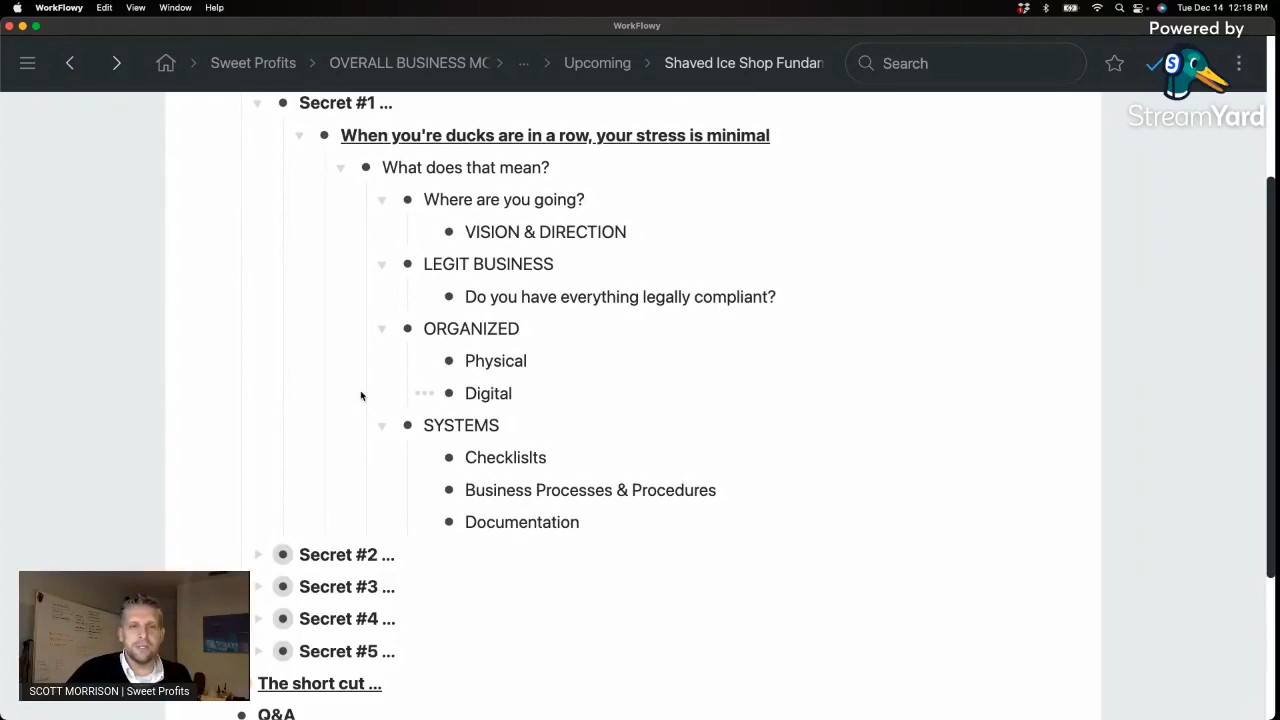 WorkFlowy Edit View Window Help Tue Dec 14 12:18 PM
WorkFlowy
Powered by
Sweet Profits OVERALL BUSINESS MO ... Upcoming Shaved Ice Shop Fundam Search
S
StreamYard
Secret #1 ...
When you're ducks are in a row, your stress is minimal
What does that mean?
Where are you going?
VISION & DIRECTION
LEGIT BUSINESS
Do you have everything legally compliant?
ORGANIZED
Physical
Digital
SYSTEMS
Checklislts
Business Processes & Procedures
Documentation
Secret #2 ...
Secret #3 ...
Secret #4 ...
Secret #5 ...
SCOTT MORRISON | Sweet Profits
The short cut ...
Q&A